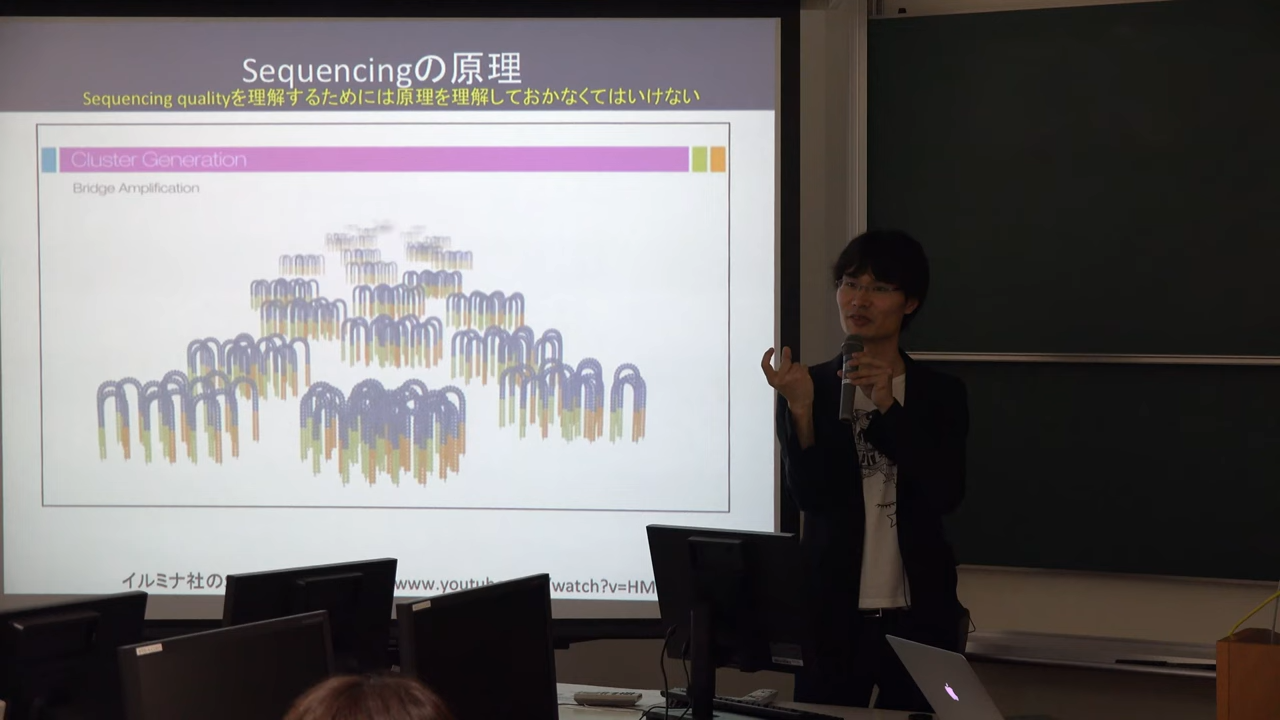 Sequencingの原理
Sequencing qualityを理解するためには原理を理解しておかなくてはいけない
Cluster Generation
Bridge Amplification
イルミナ社の
www.youtub /watch?v=HM